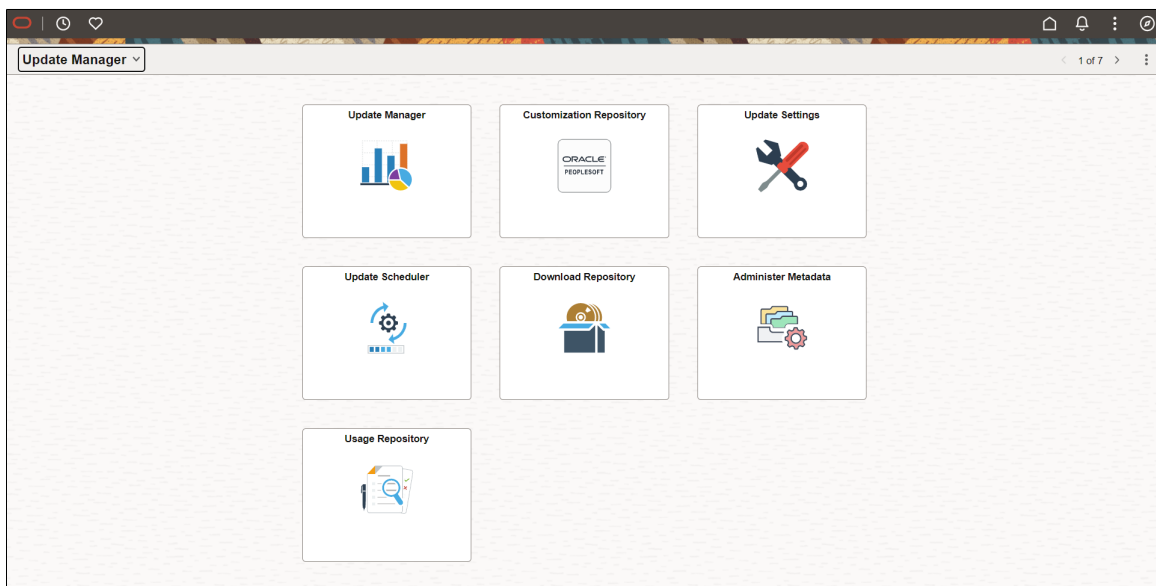 Update Manager
1 of 7
Update Manager
Customization Repository
Update Settings
ORACLE
PEOPLESOFT
Update Scheduler
Download Repository
Administer Metadata
Usage Repository